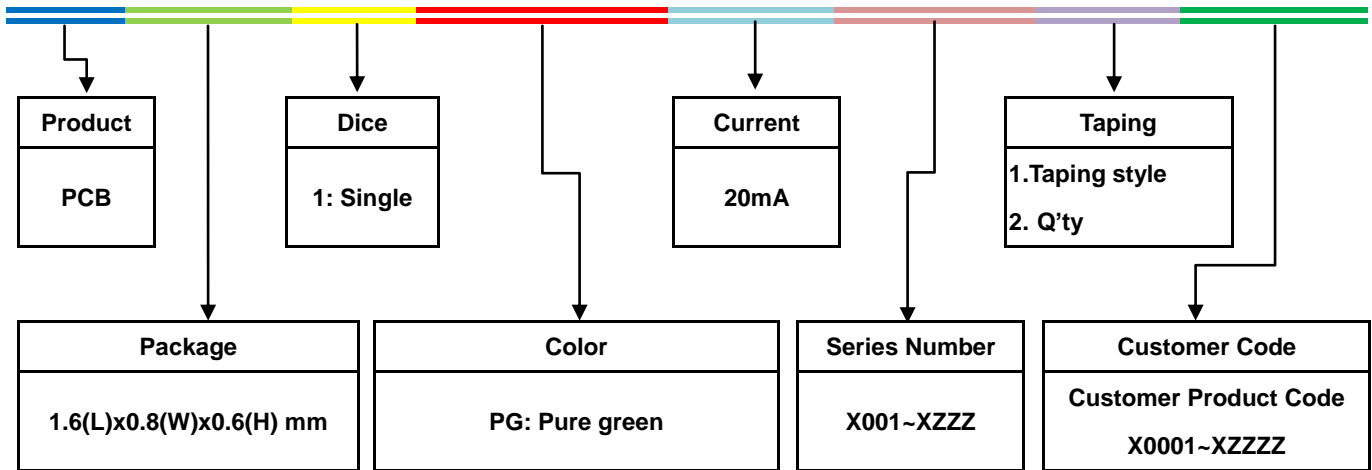 Product
PCB
Dice
1: Single
Current
20mA
Taping
1.Taping style
2. Q’ty
Package
1.6(L)x0.8(W)x0.6(H) mm
Color
PG: Pure green
Series Number
X001~XZZZ
Customer Code
Customer Product Code
X0001~XZZZZ